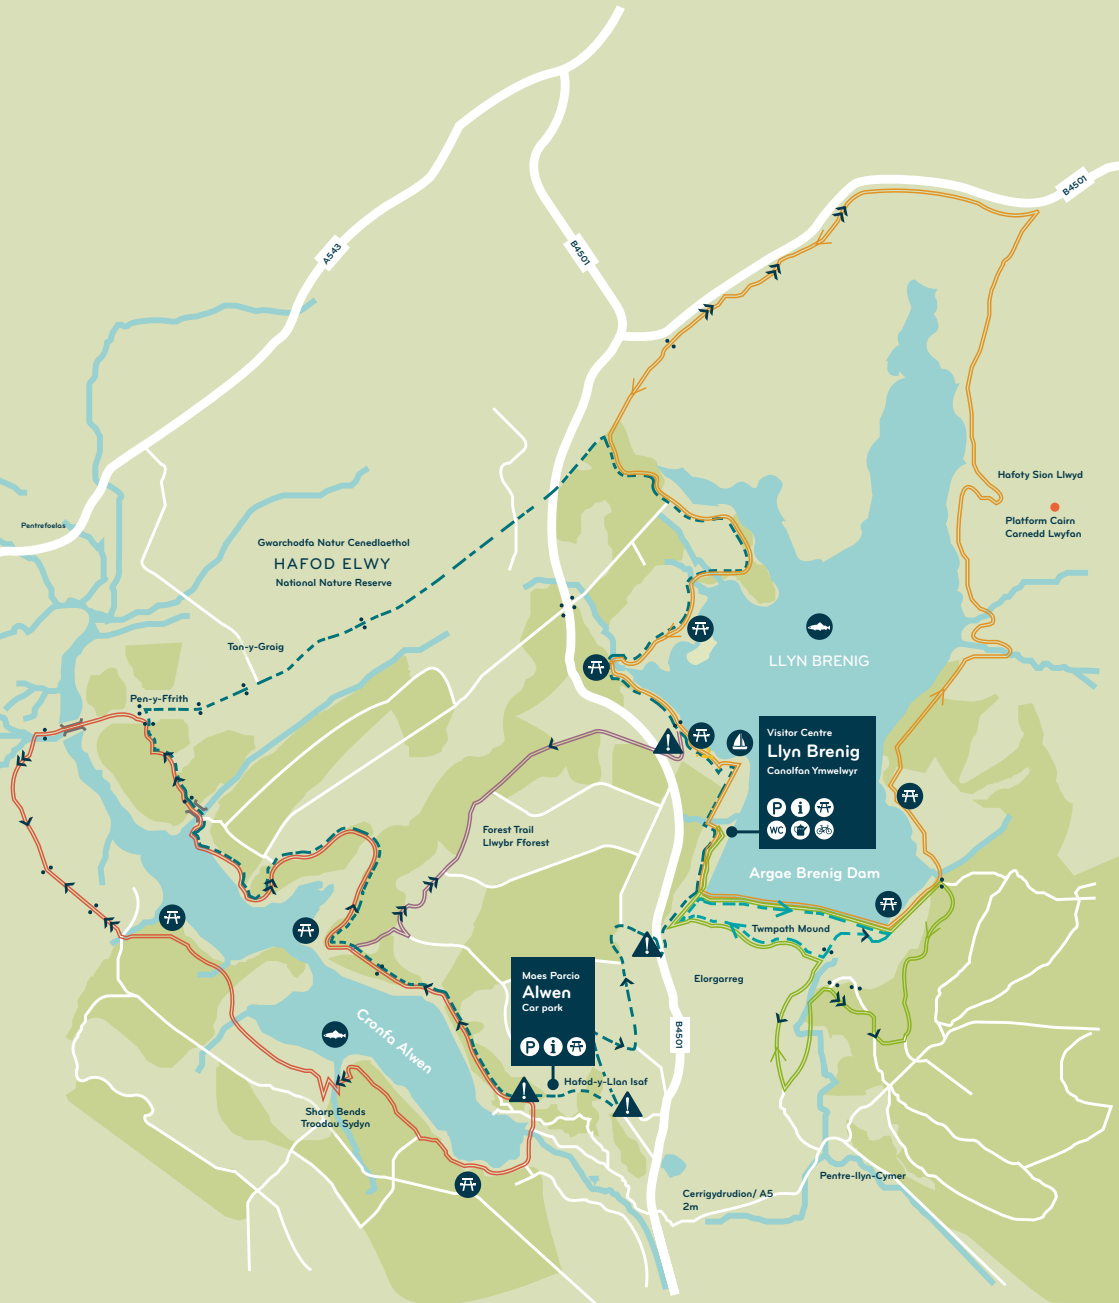 B4501
A543
B4501
Hafoty Sion Llwyd
Platform Cairn
Carnedd Lwyfan
Pentrefoelas
Gwarchodfa Natur Cenedlaethol
HAFOD ELWY
National Nature Reserve
Tan-y-Graig
LLYN BRENIG
Pen-y-Ffrith
Visitor Centre
Llyn Brenig
Canolfan Ymwelwyr
P i
WC
Forest Trail
Llwybr Fforest
Argae Brenig Dam
Twmpath Mound
Maes Parcio
Alwen
Car park
P i
Elorgarreg
Cronfa Alwen
B4501
Hafod-y-Llan Isaf
Sharp Bends
Troadau Sydyn
Pentre-llyn-Cymer
Cerrigydrudion/ A5
2m